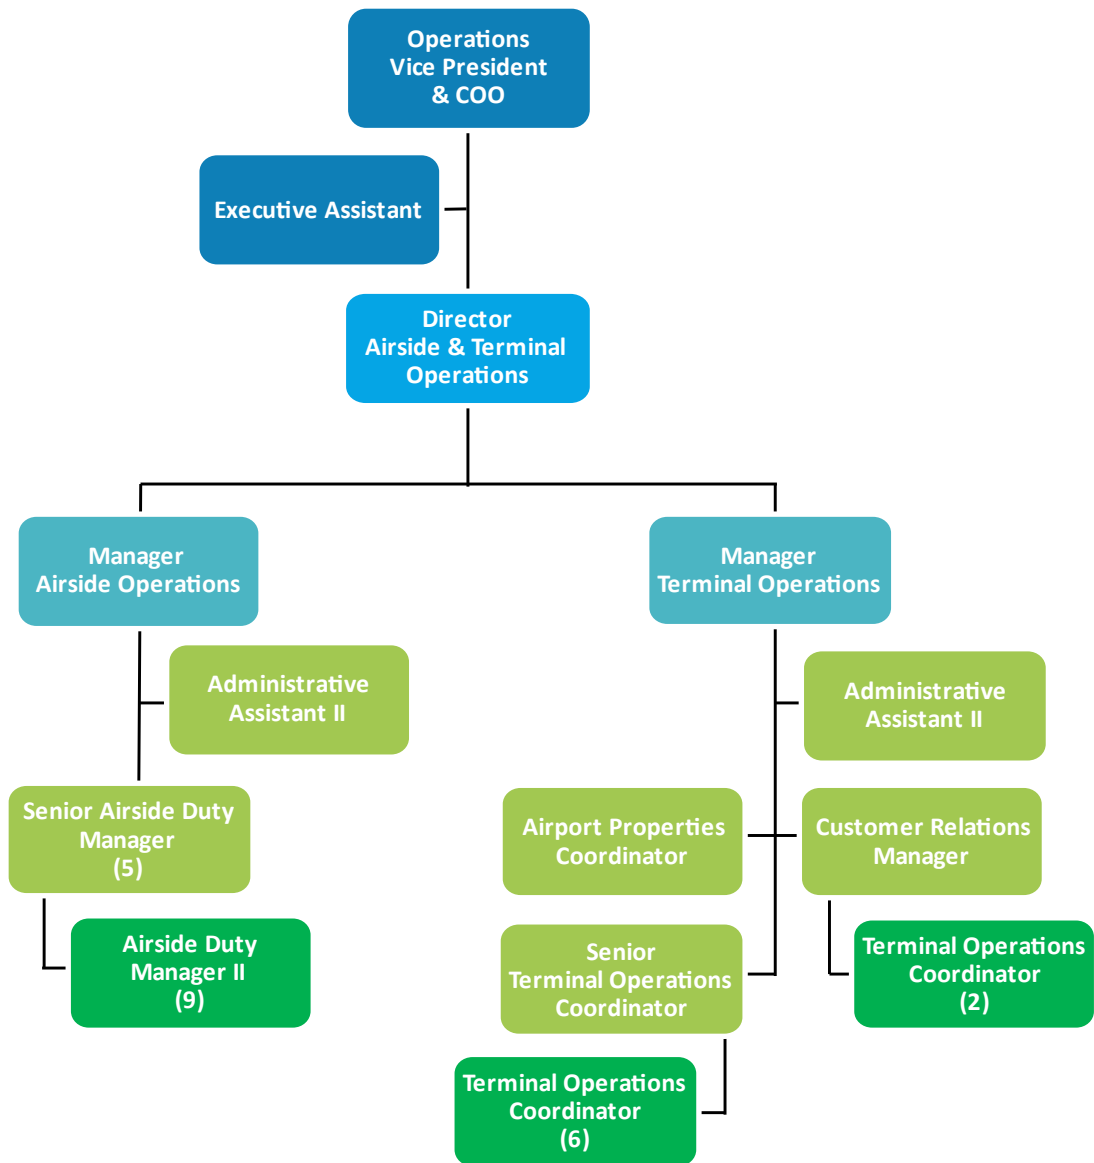 Operations
Vice President
& COO
Executive Assistant
Director
Airside & Terminal
Operations
Manager
Airside Operations
Manager
Terminal Operations
Administrative
Assistant II
Administrative
Assistant II
Senior Airside Duty
Manager
(5)
Airport Properties
Coordinator
Customer Relations
Manager
Airside Duty
Manager II
(9)
Senior
Terminal Operations
Coordinator
Terminal Operations
Coordinator
(2)
Terminal Operations
Coordinator
(6)